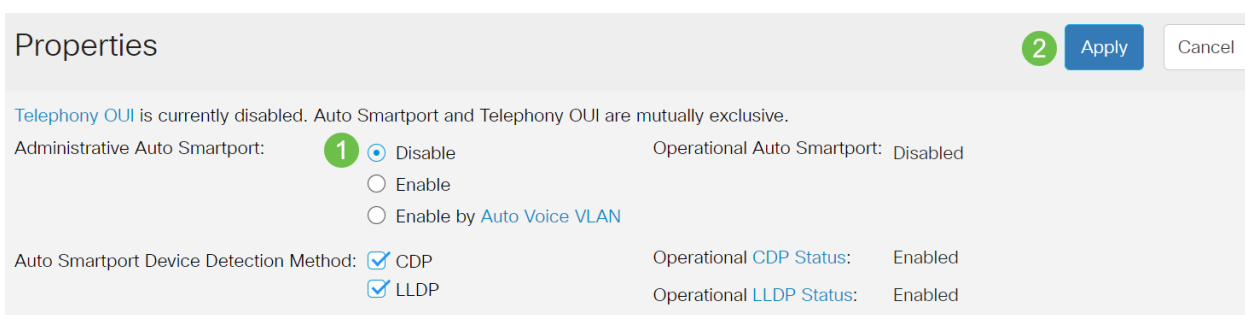 Properties
2 Apply Cancel
Telephony OUI is currently disabled. Auto Smartport and Telephony OUI are mutually exclusive.
Administrative Auto Smartport: 1 Disable Operational Auto Smartport: Disabled
Enable
Enable by Auto Voice VLAN
Auto Smartport Device Detection Method: CDP Operational CDP Status: Enabled
LLDP Operational LLDP Status: Enabled